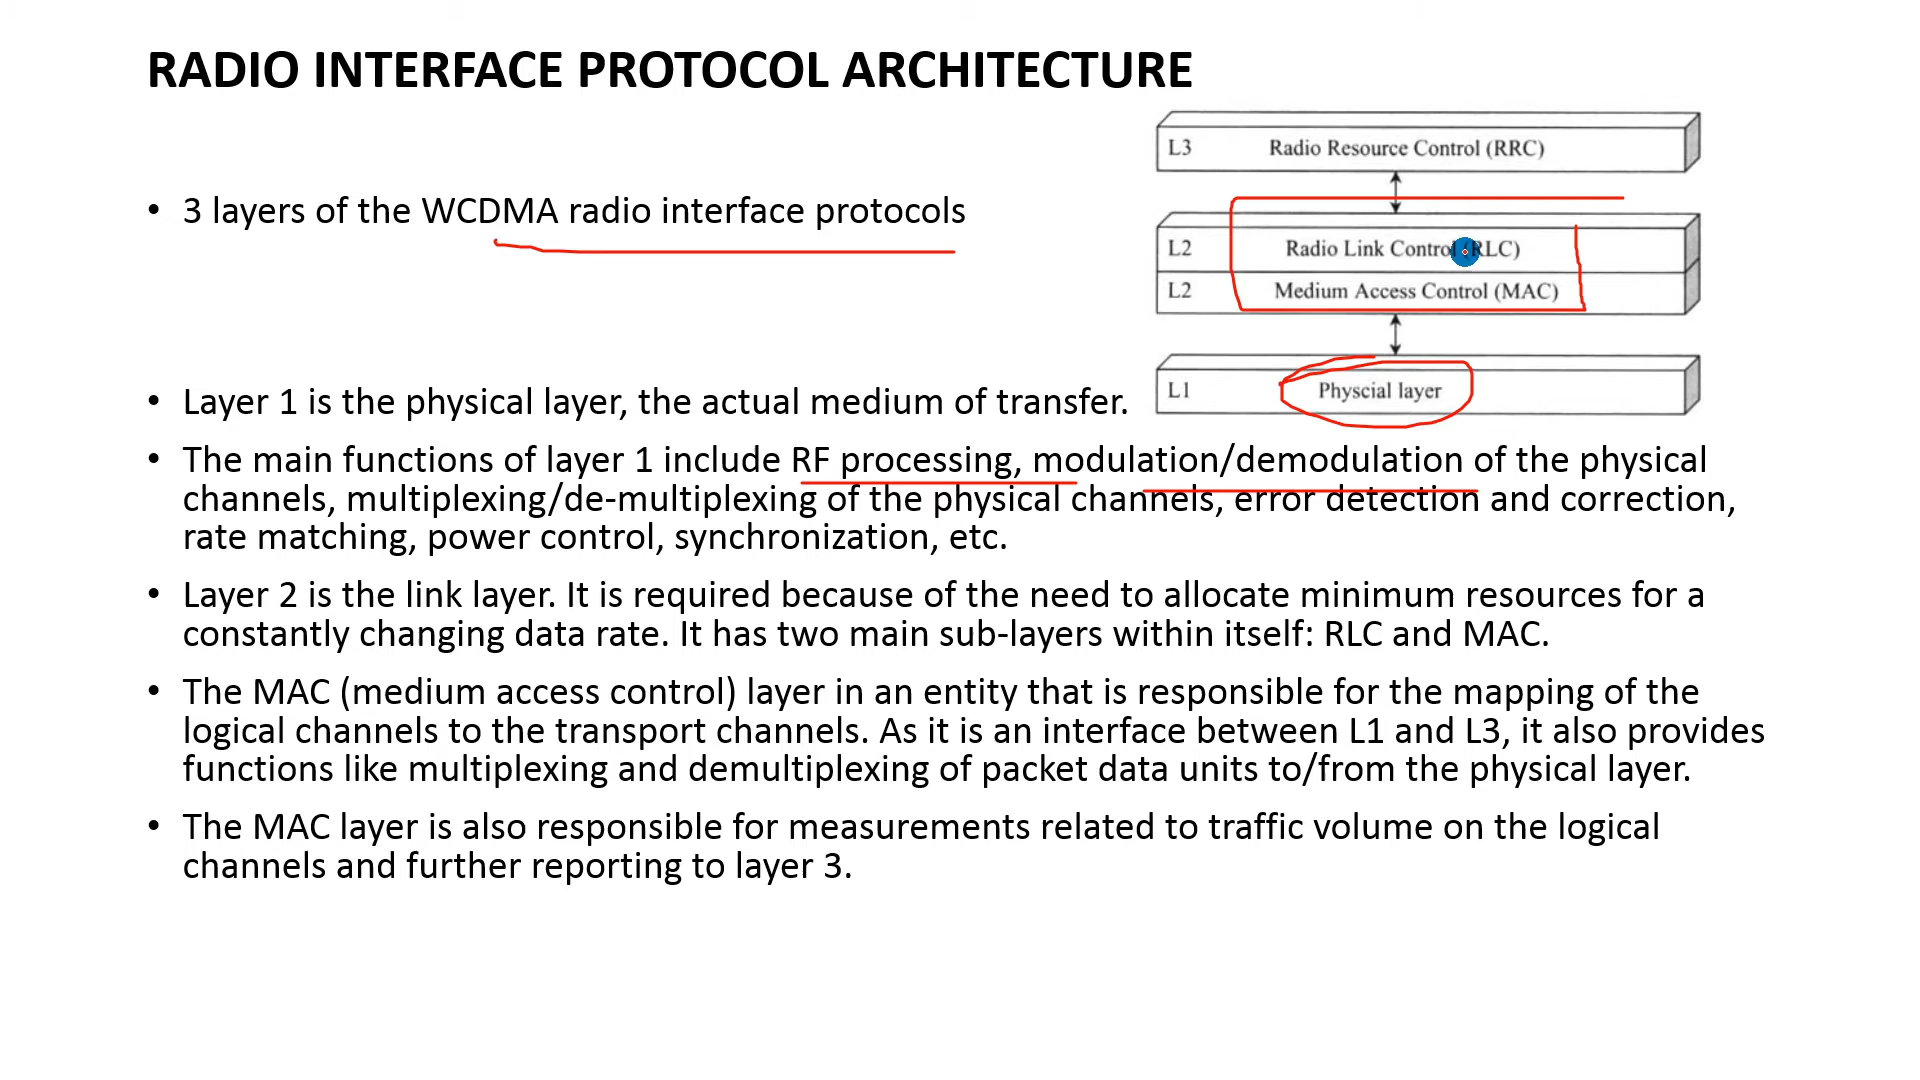 RADIO INTERFACE PROTOCOL ARCHITECTURE
L3 Radio Resource Control (RRC)
• 3 layers of the WCDMA radio interface protocols
L2 Radio Link Control (RLC)
L2 Medium Access Control (MAC)
L1 Physcial layer
• Layer 1 is the physical layer, the actual medium of transfer.
• The main functions of layer 1 include RF processing, modulation/demodulation of the physical
channels, multiplexing/de-multiplexing of the physical channels, error detection and correction,
rate matching, power control, synchronization, etc.
• Layer 2 is the link layer. It is required because of the need to allocate minimum resources for a
constantly changing data rate. It has two main sub-layers within itself: RLC and MAC.
• The MAC (medium access control) layer in an entity that is responsible for the mapping of the
logical channels to the transport channels. As it is an interface between L1 and L3, it also provides
functions like multiplexing and demultiplexing of packet data units to/from the physical layer.
• The MAC layer is also responsible for measurements related to traffic volume on the logical
channels and further reporting to layer 3.